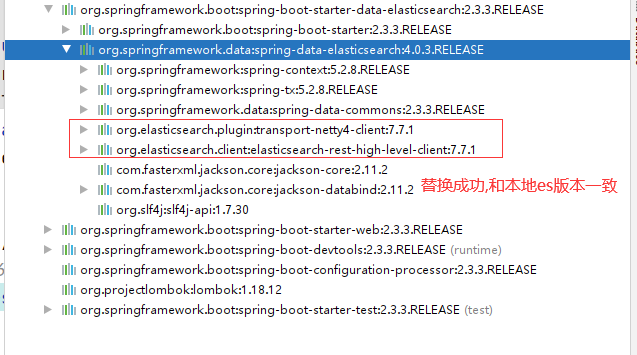 org.springframework.boot:spring-boot-starter-data-elasticsearch:2.3.3.RELEASE
org.springframework.boot:spring-boot-starter:2.3.3.RELEASE
org.springframework.data:spring-data-elasticsearch:4.0.3.RELEASE
org.springframework:spring-context:5.2.8.RELEASE
org.springframework:spring-tx:5.2.8.RELEASE
org.springframework.data:spring-data-commons:2.3.3.RELEASE
org.elasticsearch.plugin:transport-netty4-client:7.7.1
org.elasticsearch.client:elasticsearch-rest-high-level-client:7.7.1
com.fasterxml.jackson.core:jackson-core:2.11.2
com.fasterxml.jackson.core:jackson-databind:2.11.2
替换成功,和本地es版本一致
org.slf4j:slf4j-api:1.7.30
org.springframework.boot:spring-boot-starter-web:2.3.3.RELEASE
org.springframework.boot:spring-boot-devtools:2.3.3.RELEASE (runtime)
org.springframework.boot:spring-boot-configuration-processor:2.3.3.RELEASE
org.projectlombok:lombok:1.18.12
org.springframework.boot:spring-boot-starter-test:2.3.3.RELEASE (test)